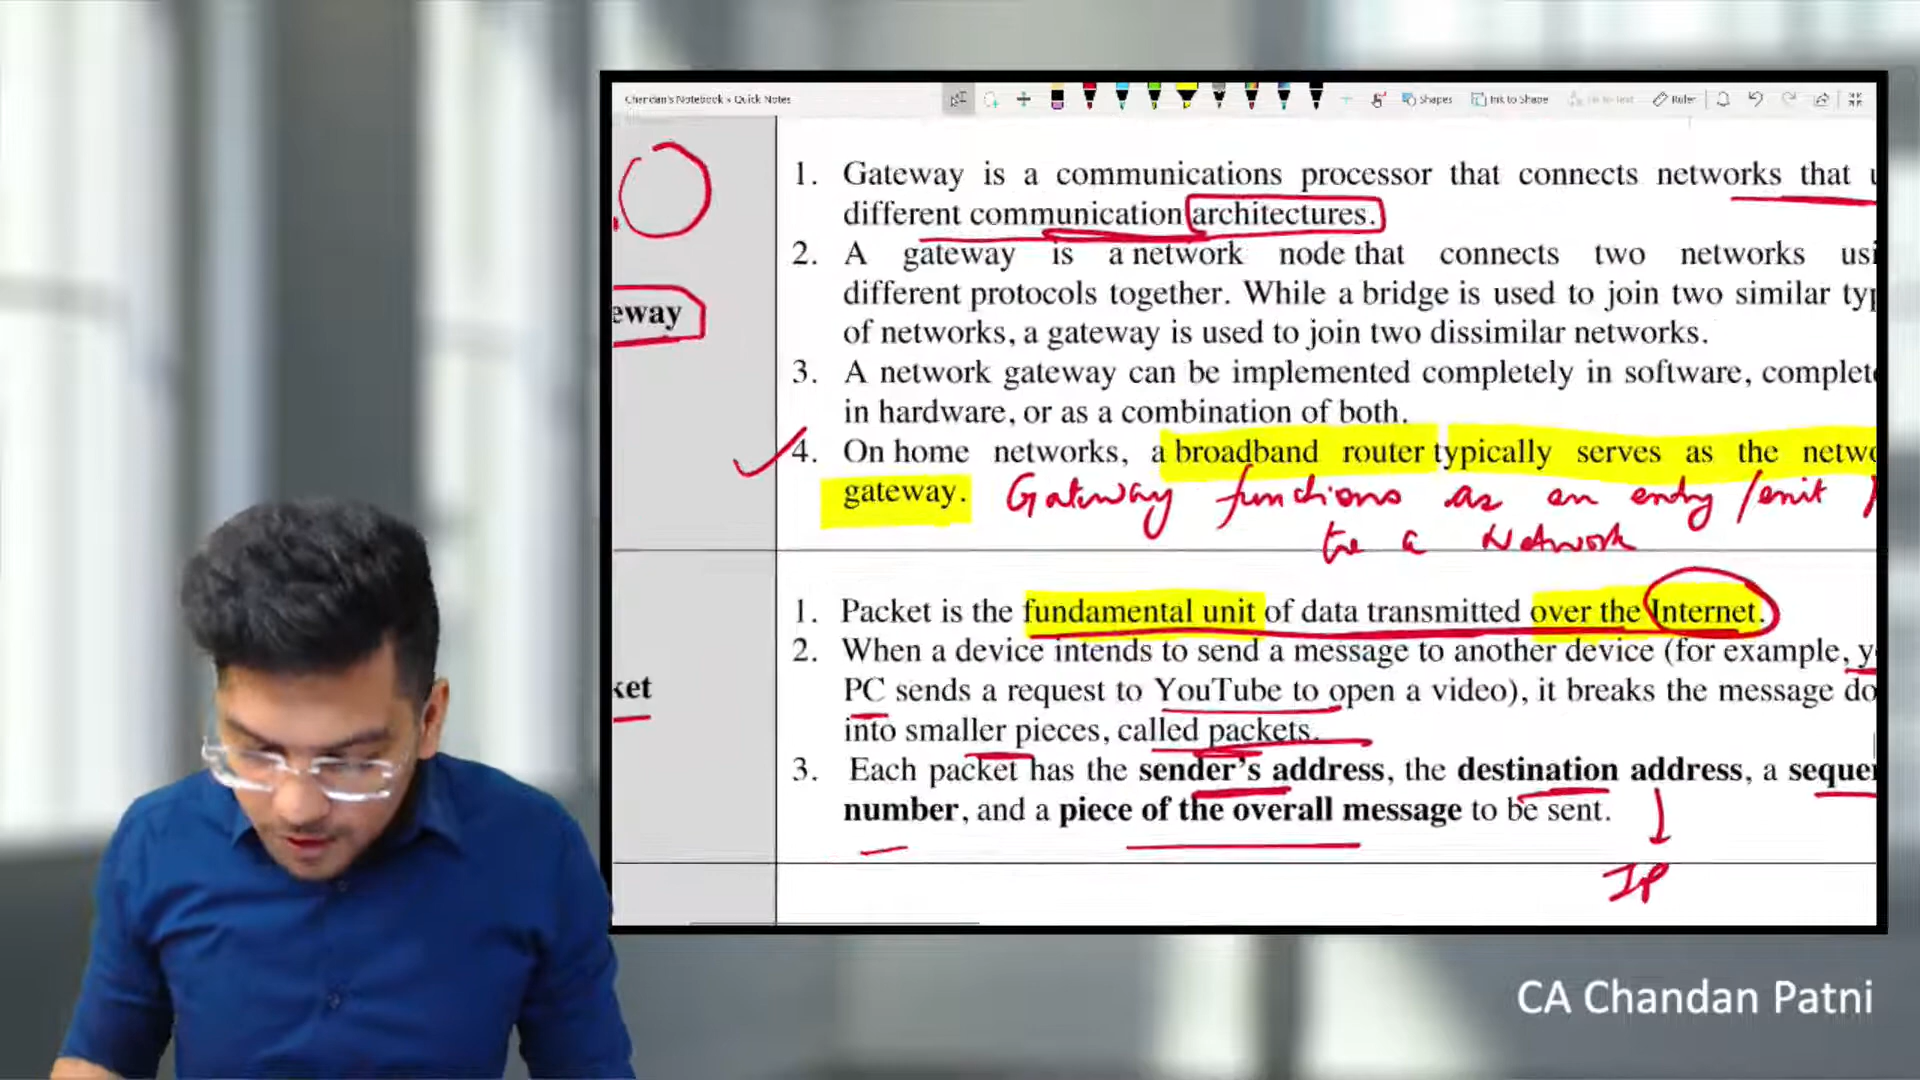 Chandan's Notebook » Quick Notes
Shapes
Ink to Shape
Ruler
1. Gateway is a communications processor that connects networks that u
different communication architectures.
2. A gateway is a network node that connects two networks usi
different protocols together. While a bridge is used to join two similar typ
of networks, a gateway is used to join two dissimilar networks.
eway
3. A network gateway can be implemented completely in software, complete
in hardware, or as a combination of both.
4. On home networks, a broadband router typically serves as the netwo
gateway. Gateway functions as an entry/exit
to a Network
1. Packet is the fundamental unit of data transmitted over the Internet.
2. When a device intends to send a message to another device (for example, y
PC sends a request to YouTube to open a video), it breaks the message do
into smaller pieces, called packets.
ket
3. Each packet has the sender's address, the destination address, a sequen
number, and a piece of the overall message to be sent.
IP
CA Chandan Patni